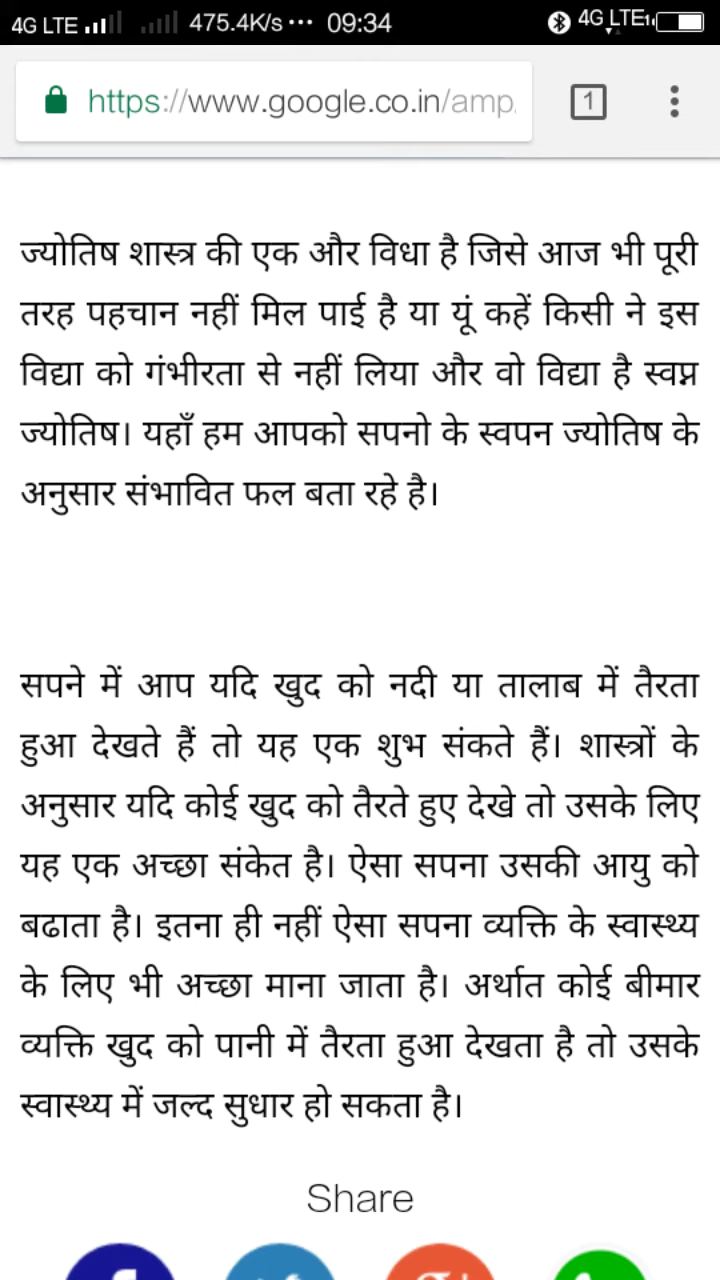 4G LTE 475.4K/s ··· 09:34 4G LTE
https://www.google.co.in/amp 1
ज्योतिष शास्त्र की एक और विधा है जिसे आज भी पूरी
तरह पहचान नहीं मिल पाई है या यूं कहें किसी ने इस
विद्या को गंभीरता से नहीं लिया और वो विद्या है स्वप्न
ज्योतिष। यहाँ हम आपको सपनो के स्वपन ज्योतिष के
अनुसार संभावित फल बता रहे है।
सपने में आप यदि खुद को नदी या तालाब में तैरता
हुआ देखते हैं तो यह एक शुभ संकते हैं। शास्त्रों के
अनुसार यदि कोई खुद को तैरते हुए देखे तो उसके लिए
यह एक अच्छा संकेत है। ऐसा सपना उसकी आयु को
बढाता है। इतना ही नहीं ऐसा सपना व्यक्ति के स्वास्थ्य
के लिए भी अच्छा माना जाता है। अर्थात कोई बीमार
व्यक्ति खुद को पानी में तैरता हुआ देखता है तो उसके
स्वास्थ्य में जल्द सुधार हो सकता है।
Share